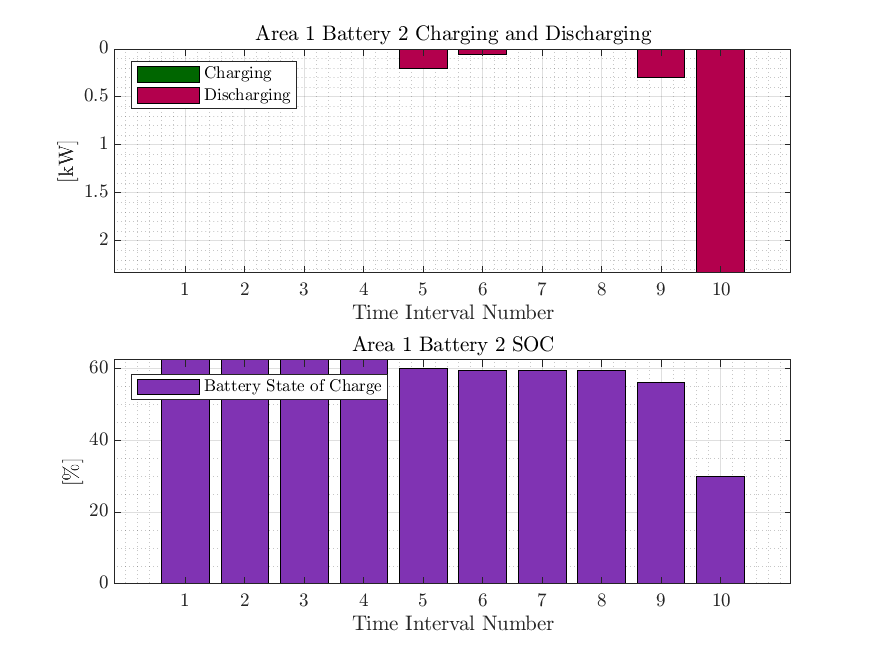 Area 1 Battery 2 Charging and Discharging
0
0.5
1
1.5
2
[kW]
Charging
Discharging
1 2 3 4 5 6 7 8 9 10
Time Interval Number
Area 1 Battery 2 SOC
60
40
20
0
[%]
Battery State of Charge
1 2 3 4 5 6 7 8 9 10
Time Interval Number